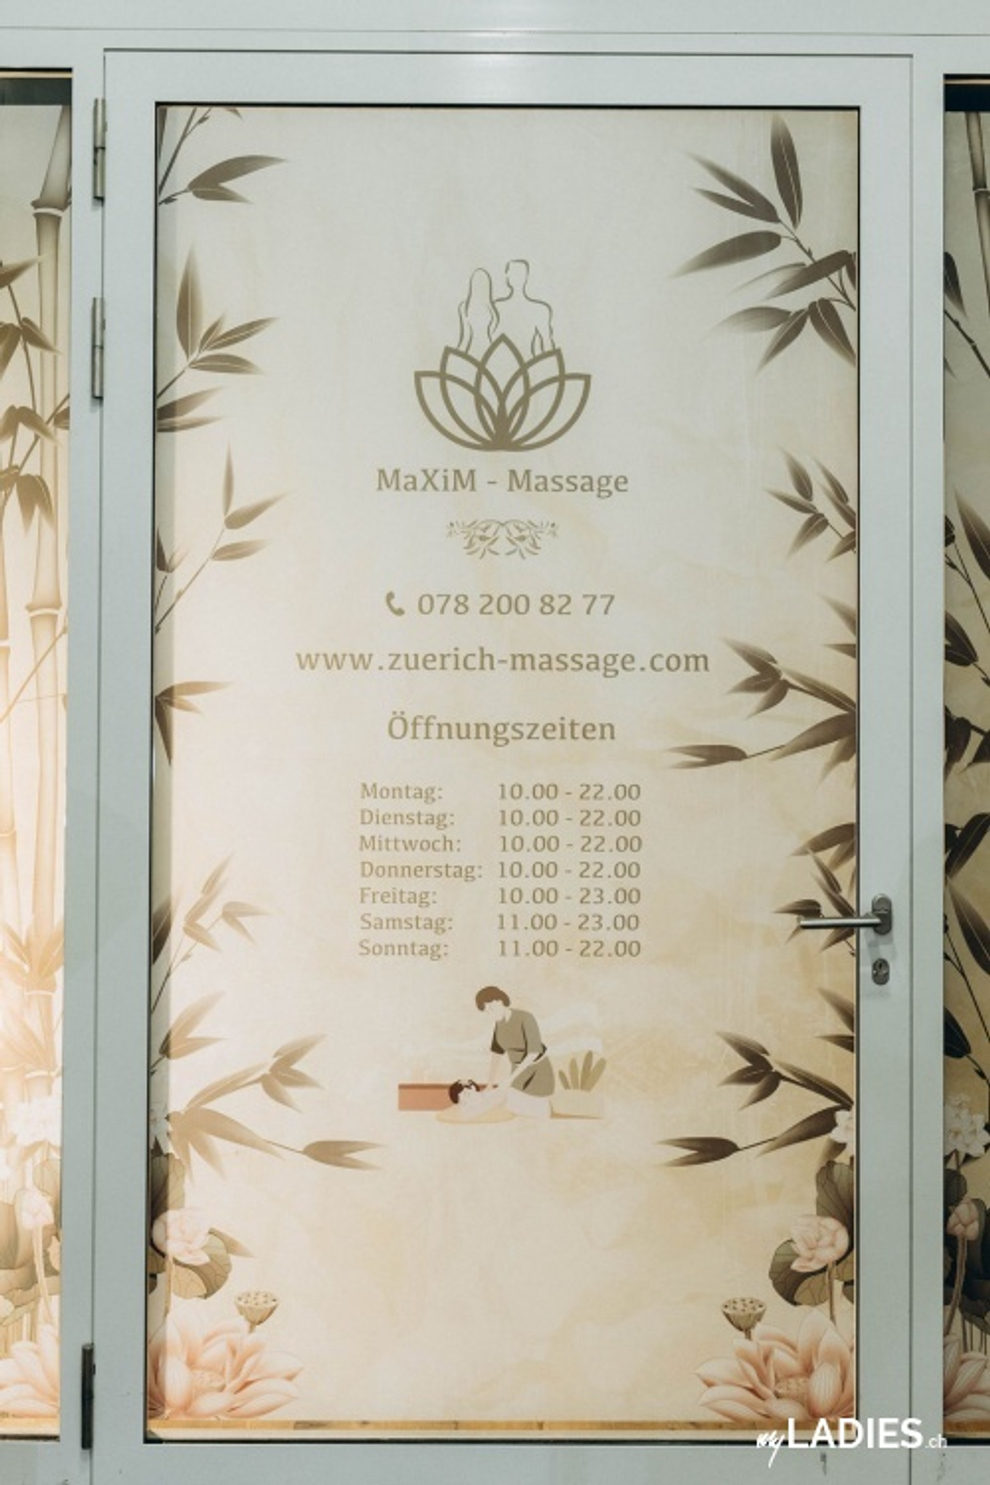 MaXiM - Massage
078 200 82 77
www.zuerich-massage.com
Öffnungszeiten
Montag: 10.00 - 22.00
Dienstag: 10.00 - 22.00
Mittwoch: 10.00 - 22.00
Donnerstag: 10.00 - 22.00
Freitag: 10.00 - 23.00
Samstag: 11.00 - 23.00
Sonntag: 11.00 - 22.00
myLADIES.ch